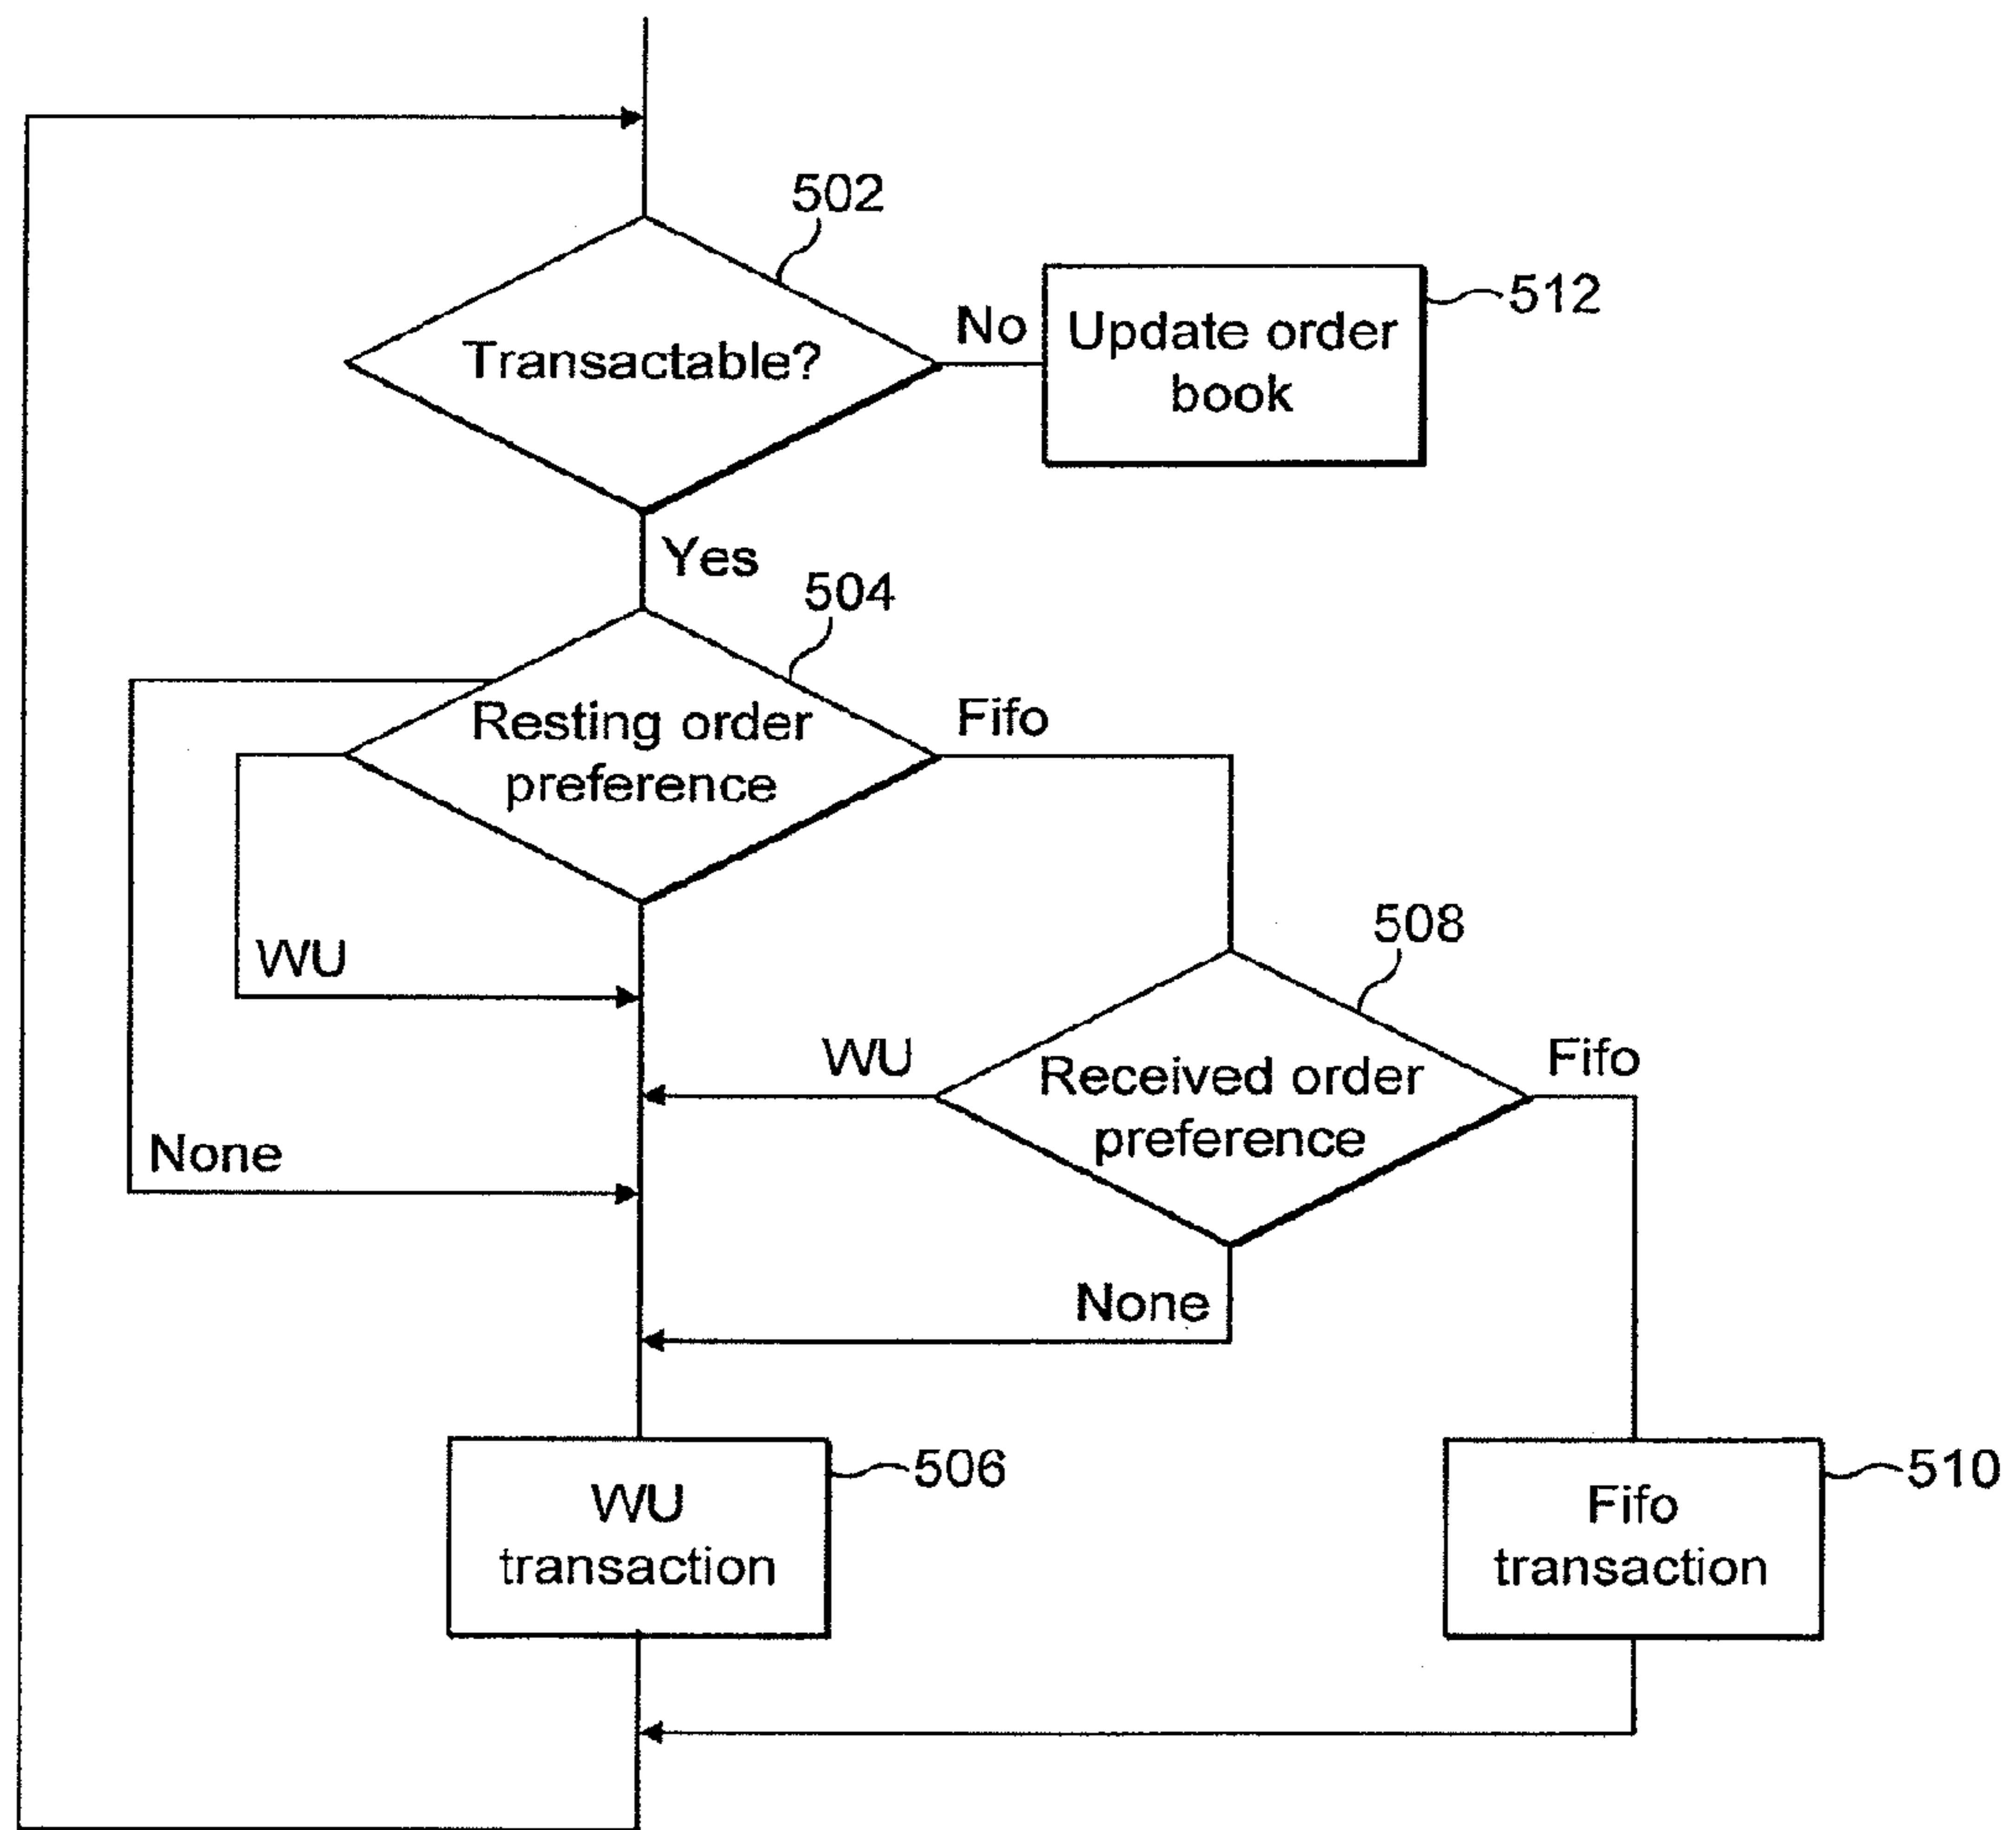 502
Transactable?
No
Update order
book
512
Yes
504
Resting order
preference
Fifo
WU
508
WU
Received order
preference
Fifo
None
None
506
WU
transaction
510
Fifo
transaction